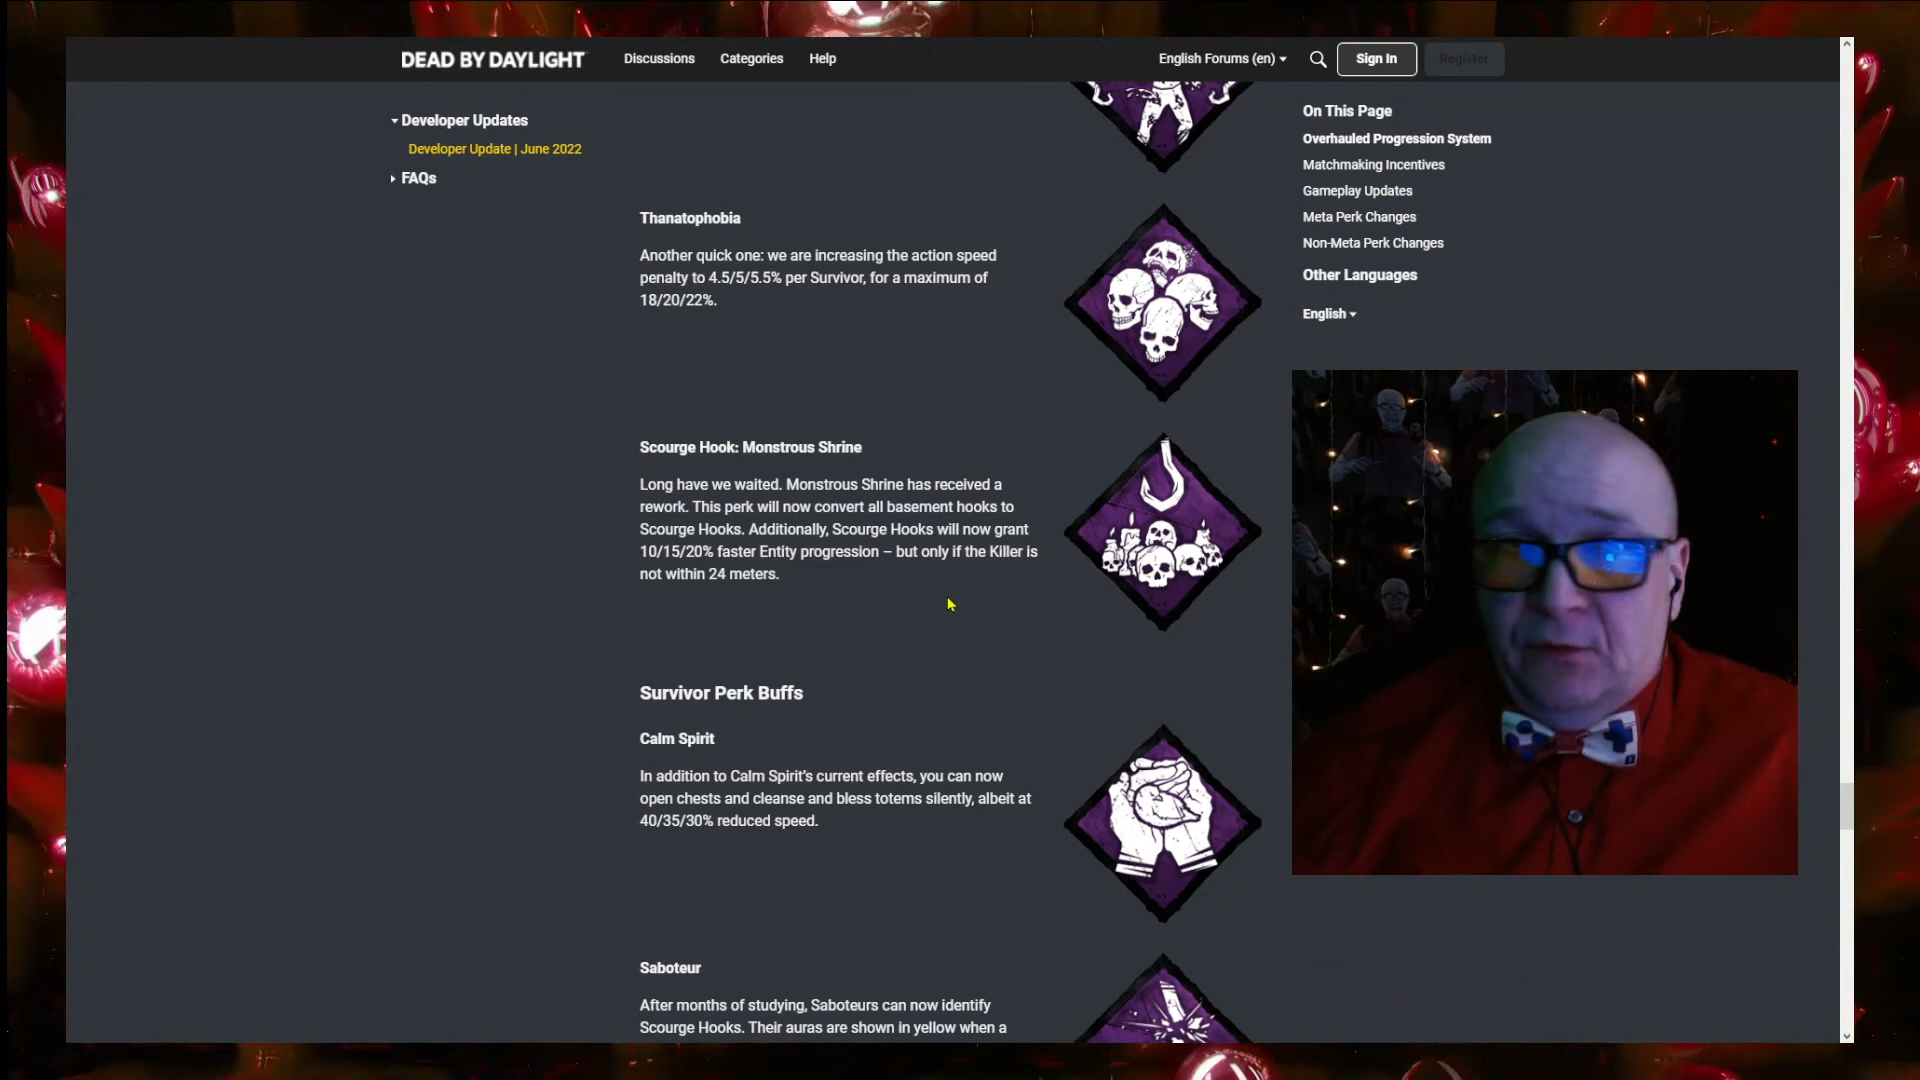 DEAD BY DAYLIGHT
Discussions
Categories
Help
English Forums (en)
Sign In
Register
Developer Updates
Developer Update | June 2022
FAQs
Thanatophobia
Another quick one: we are increasing the action speed
penalty to 4.5/5/5.5% per Survivor, for a maximum of
18/20/22%.
Scourge Hook: Monstrous Shrine
Long have we waited. Monstrous Shrine has received a
rework. This perk will now convert all basement hooks to
Scourge Hooks. Additionally, Scourge Hooks will now grant
10/15/20% faster Entity progression – but only if the Killer is
not within 24 meters.
Survivor Perk Buffs
Calm Spirit
In addition to Calm Spirit's current effects, you can now
open chests and cleanse and bless totems silently, albeit at
40/35/30% reduced speed.
Saboteur
After months of studying, Saboteurs can now identify
Scourge Hooks. Their auras are shown in yellow when a
On This Page
Overhauled Progression System
Matchmaking Incentives
Gameplay Updates
Meta Perk Changes
Non-Meta Perk Changes
Other Languages
English